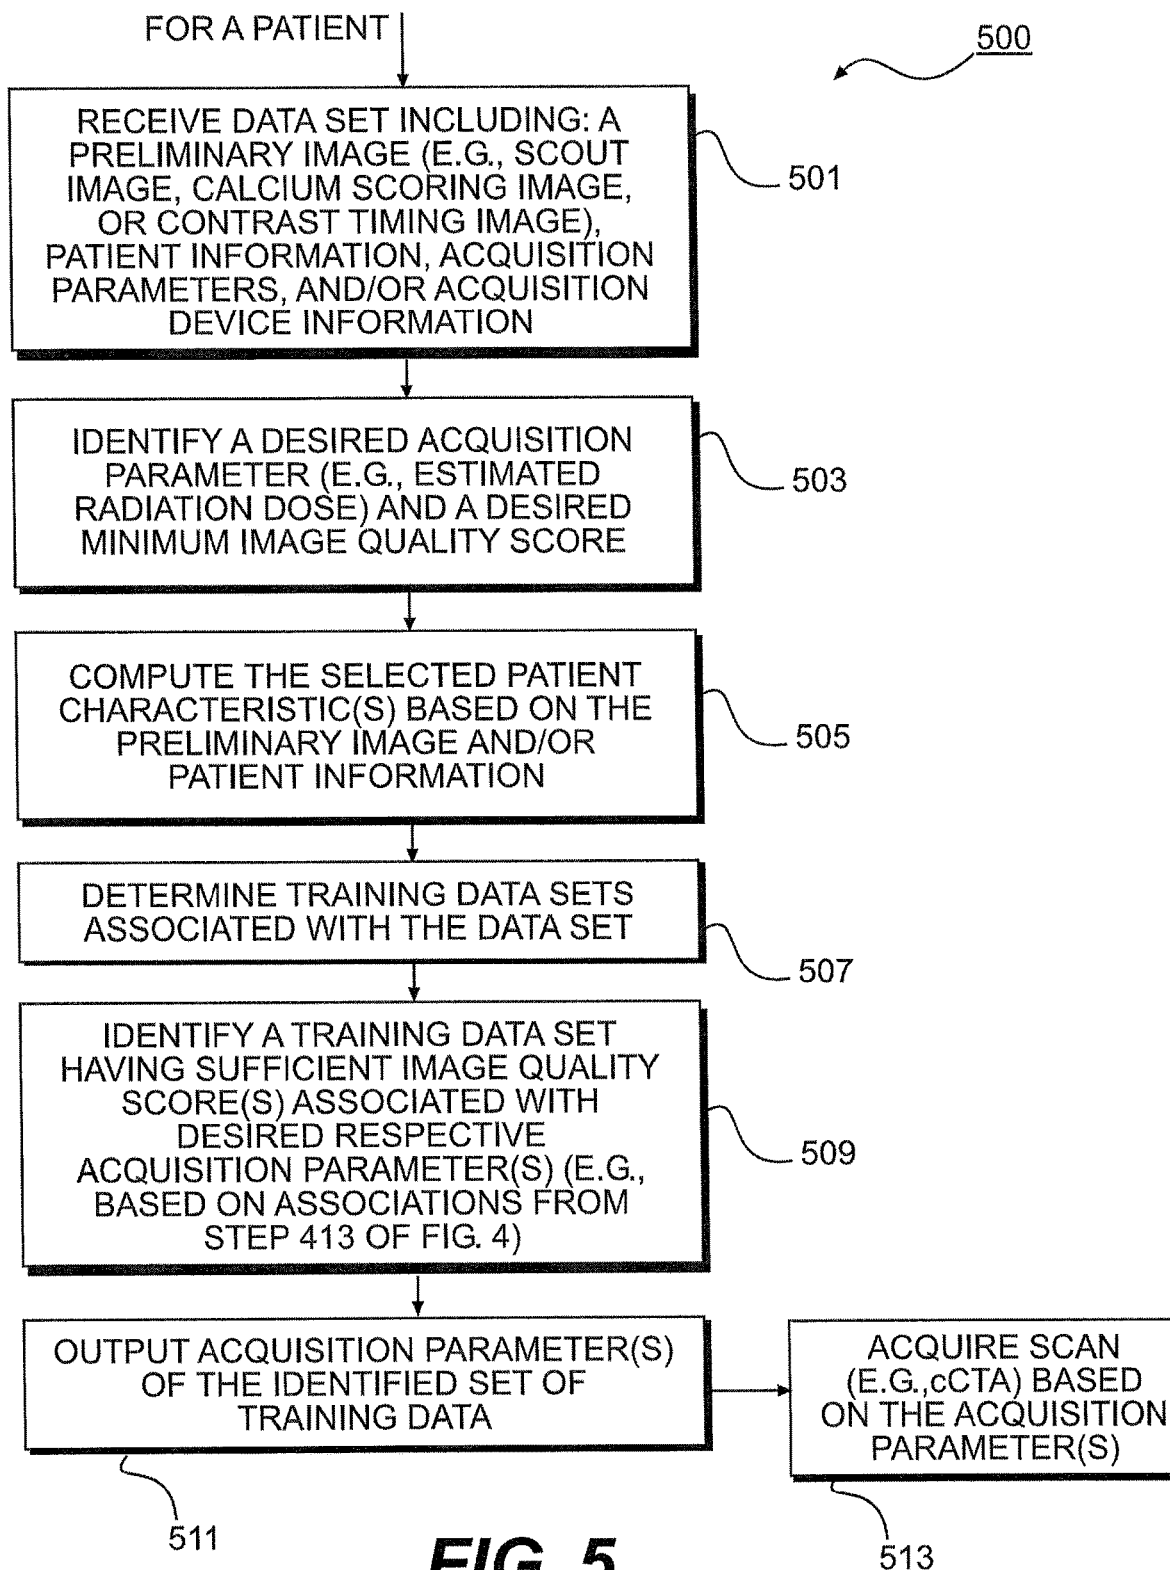 FOR A PATIENT
500
RECEIVE DATA SET INCLUDING: A
PRELIMINARY IMAGE (E.G., SCOUT
IMAGE, CALCIUM SCORING IMAGE,
OR CONTRAST TIMING IMAGE),
PATIENT INFORMATION, ACQUISITION
PARAMETERS, AND/OR ACQUISITION
DEVICE INFORMATION
501
IDENTIFY A DESIRED ACQUISITION
PARAMETER (E.G., ESTIMATED
RADIATION DOSE) AND A DESIRED
MINIMUM IMAGE QUALITY SCORE
503
COMPUTE THE SELECTED PATIENT
CHARACTERISTIC(S) BASED ON THE
PRELIMINARY IMAGE AND/OR
PATIENT INFORMATION
505
DETERMINE TRAINING DATA SETS
ASSOCIATED WITH THE DATA SET
507
IDENTIFY A TRAINING DATA SET
HAVING SUFFICIENT IMAGE QUALITY
SCORE(S) ASSOCIATED WITH
DESIRED RESPECTIVE
ACQUISITION PARAMETER(S) (E.G.,
BASED ON ASSOCIATIONS FROM
STEP 413 OF FIG. 4)
509
OUTPUT ACQUISITION PARAMETER(S)
OF THE IDENTIFIED SET OF
TRAINING DATA
511
ACQUIRE SCAN
(E.G.,cCTA) BASED
ON THE ACQUISITION
PARAMETER(S)
513
FIG. 5